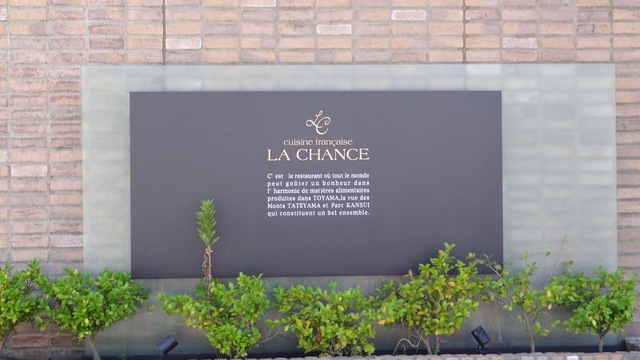 LC
cuisine française
LA CHANCE
C'est le restaurant où tout le monde
peut goûter un bonheur dans
l'harmonie de matières alimentaires
produttes dans TOYAMA,la vue des
Monts TATEYAMA et Parc KANSUI
qui constituent un bel ensemble.